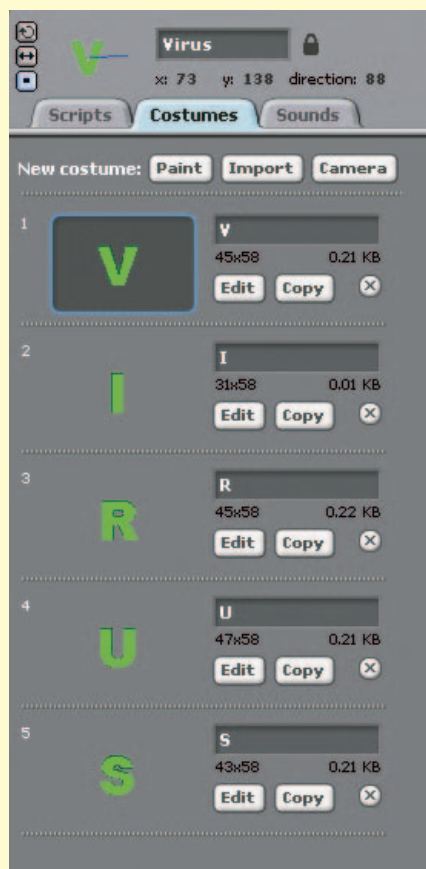 V
Virus
x: 73 y: 138 direction: 88
Scripts Costumes Sounds
New costume: Paint Import Camera
1
V
V
45x58 0.21 KB
Edit Copy
2
I
I
31x58 0.01 KB
Edit Copy
3
R
R
45x58 0.22 KB
Edit Copy
4
U
U
47x58 0.21 KB
Edit Copy
5
S
S
43x58 0.21 KB
Edit Copy